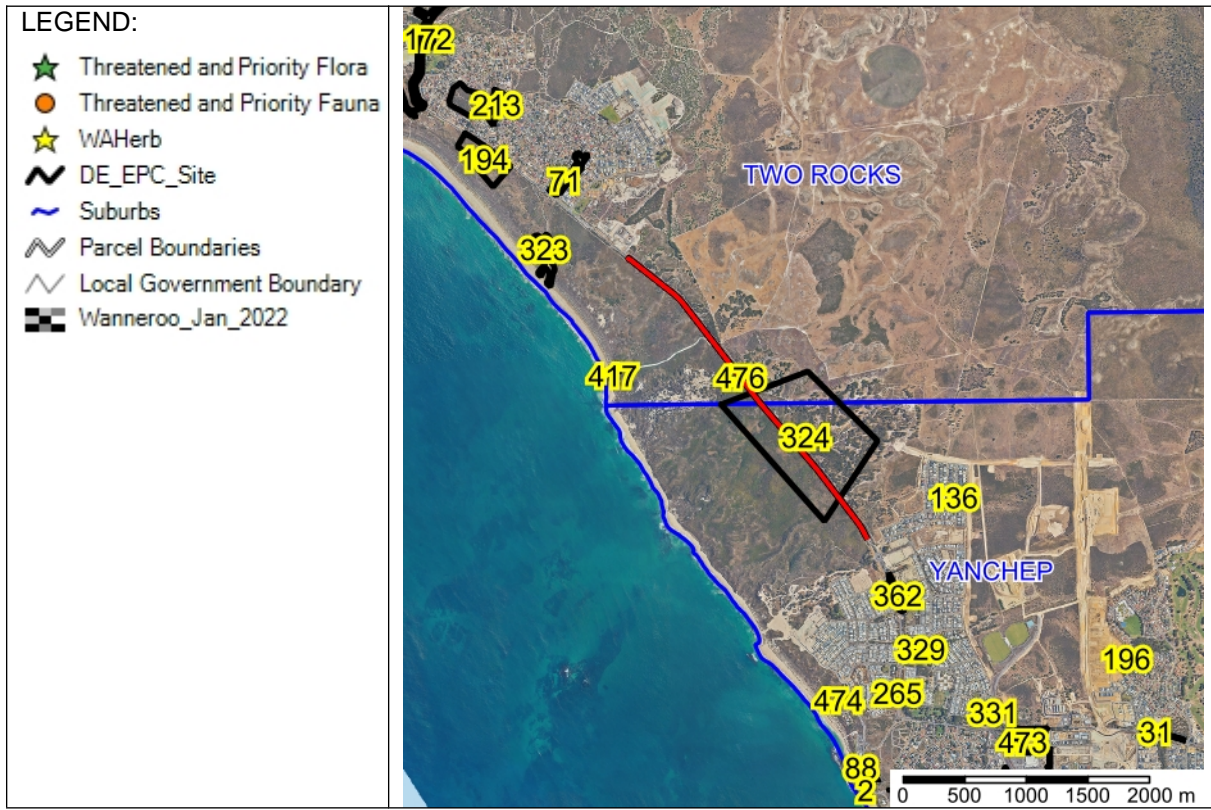 LEGEND:
Threatened and Priority Flora
Threatened and Priority Fauna
WAHerb
DE_EPC_Site
Suburbs
Parcel Boundaries
Local Government Boundary
Wanneroo_Jan_2022
172
213
194
71
TWO ROCKS
323
417
476
324
136
YANCHEP
362
329
196
265
474
331
473
31
88
2
0 500 1000 1500 2000 m